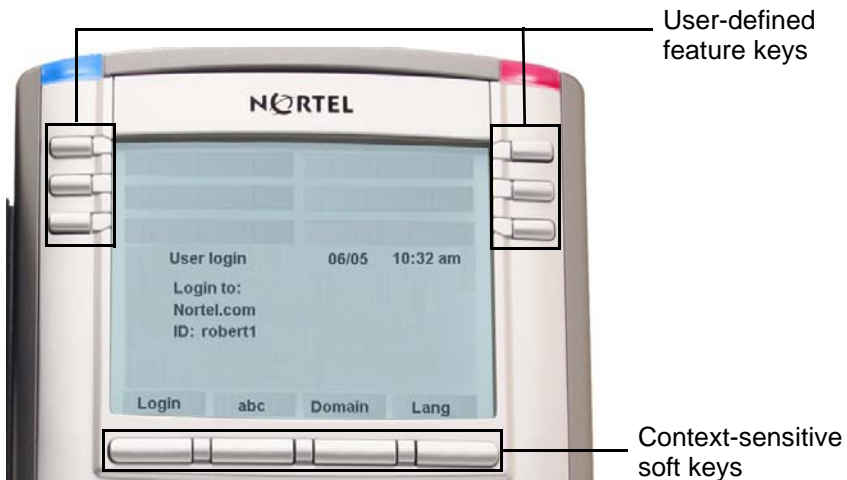 User-defined
feature keys
NORTEL
User login 06/05 10:32 am
Login to:
Nortel.com
ID: robert1
Login abc Domain Lang
Context-sensitive
soft keys